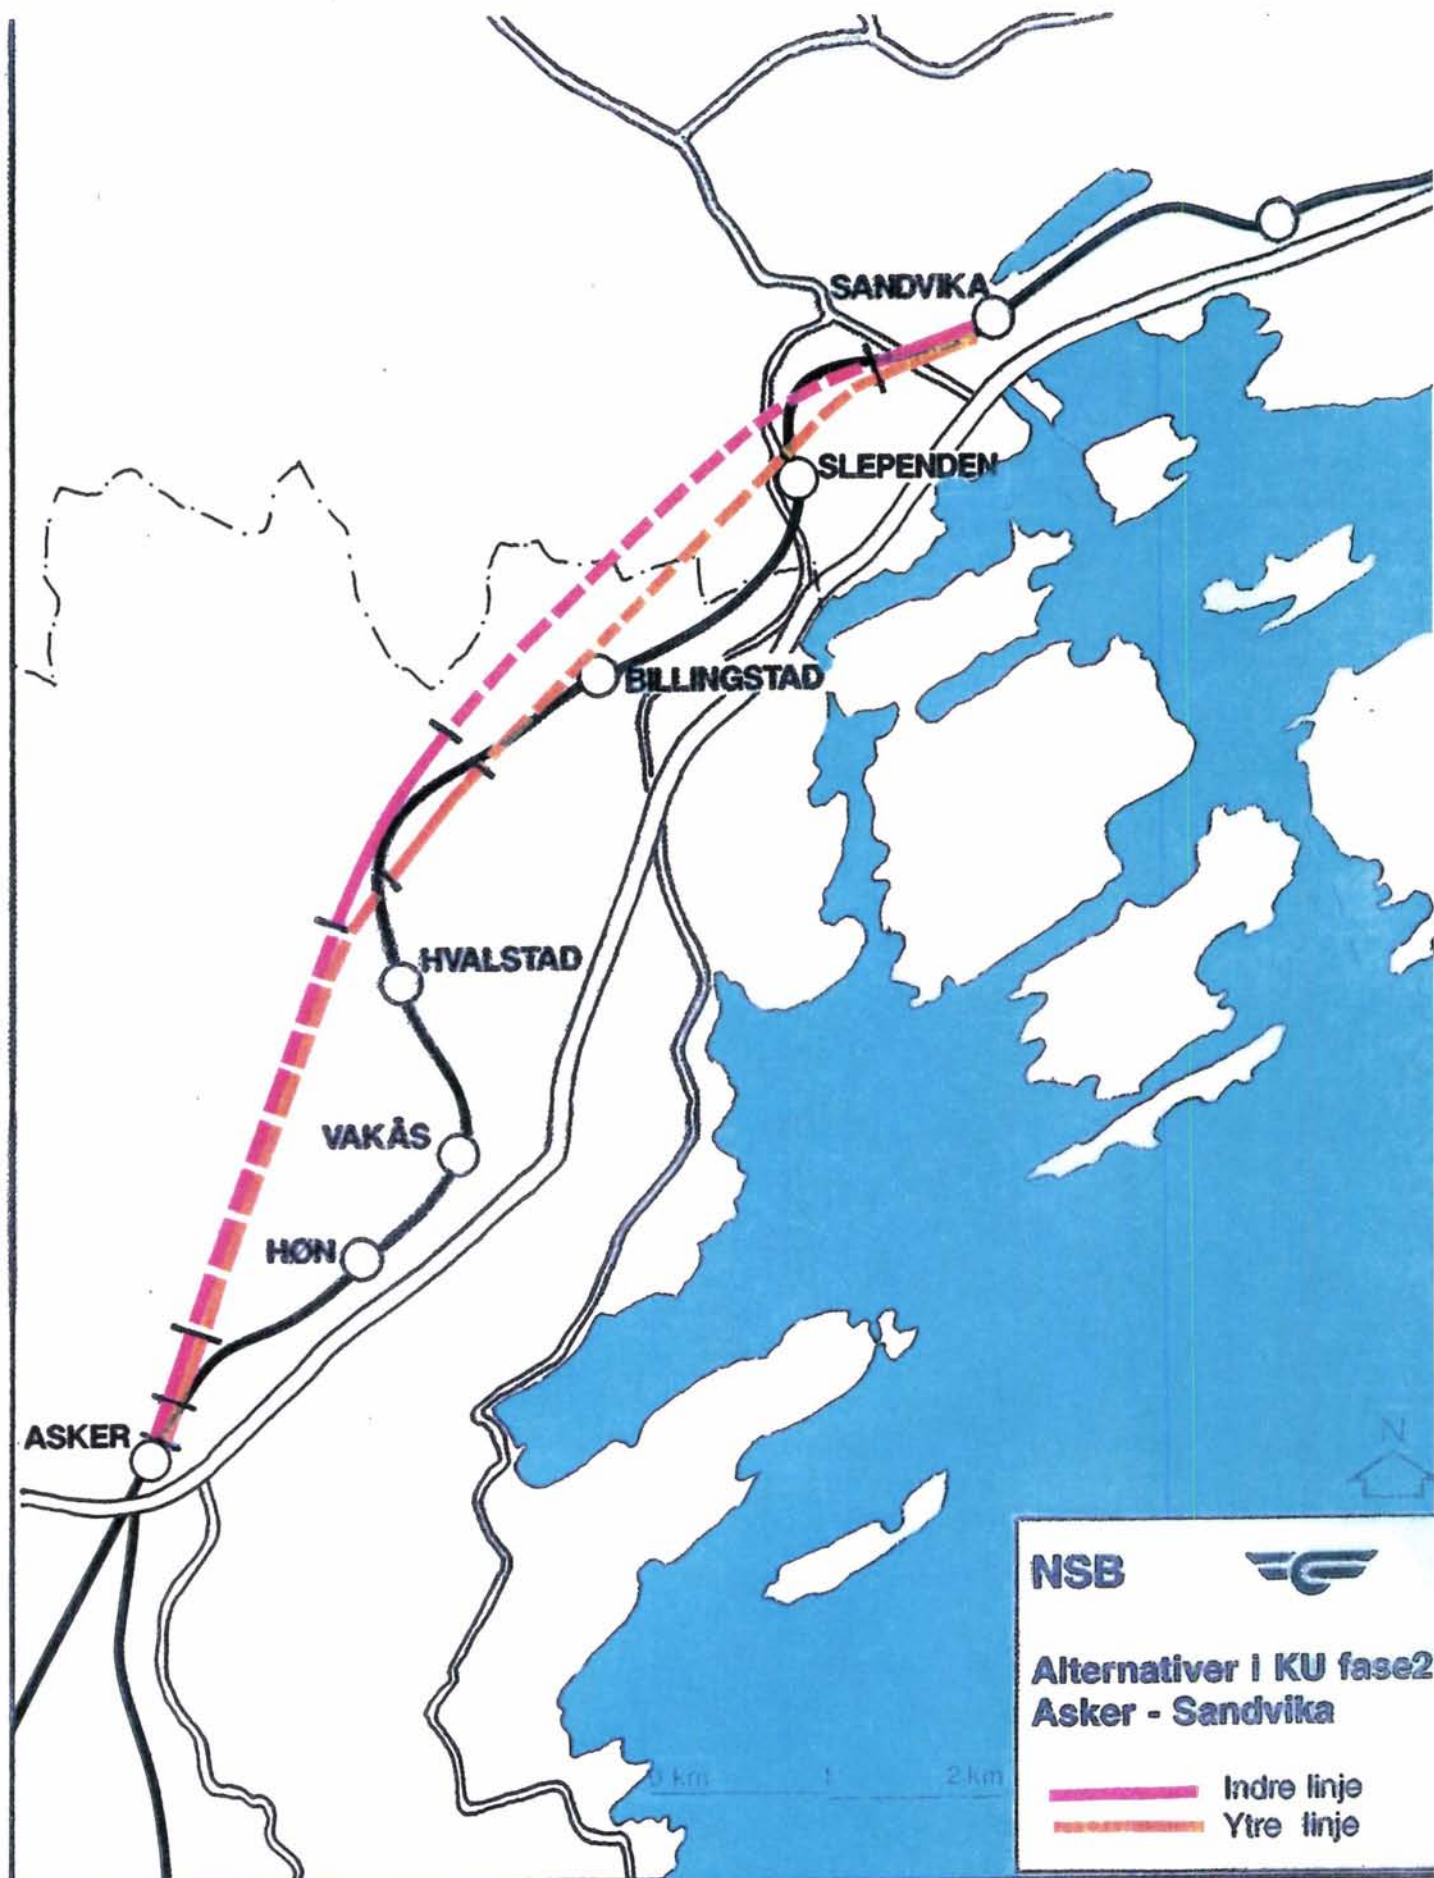 SANDVIKA
SLEPENDEN
BILLINGSTAD
HVALSTAD
VAKÅS
HØN
ASKER
N
NSB
Alternativer i KU fase2
Asker - Sandvika
0 km 1 2 km
Indre linje
Ytre linje